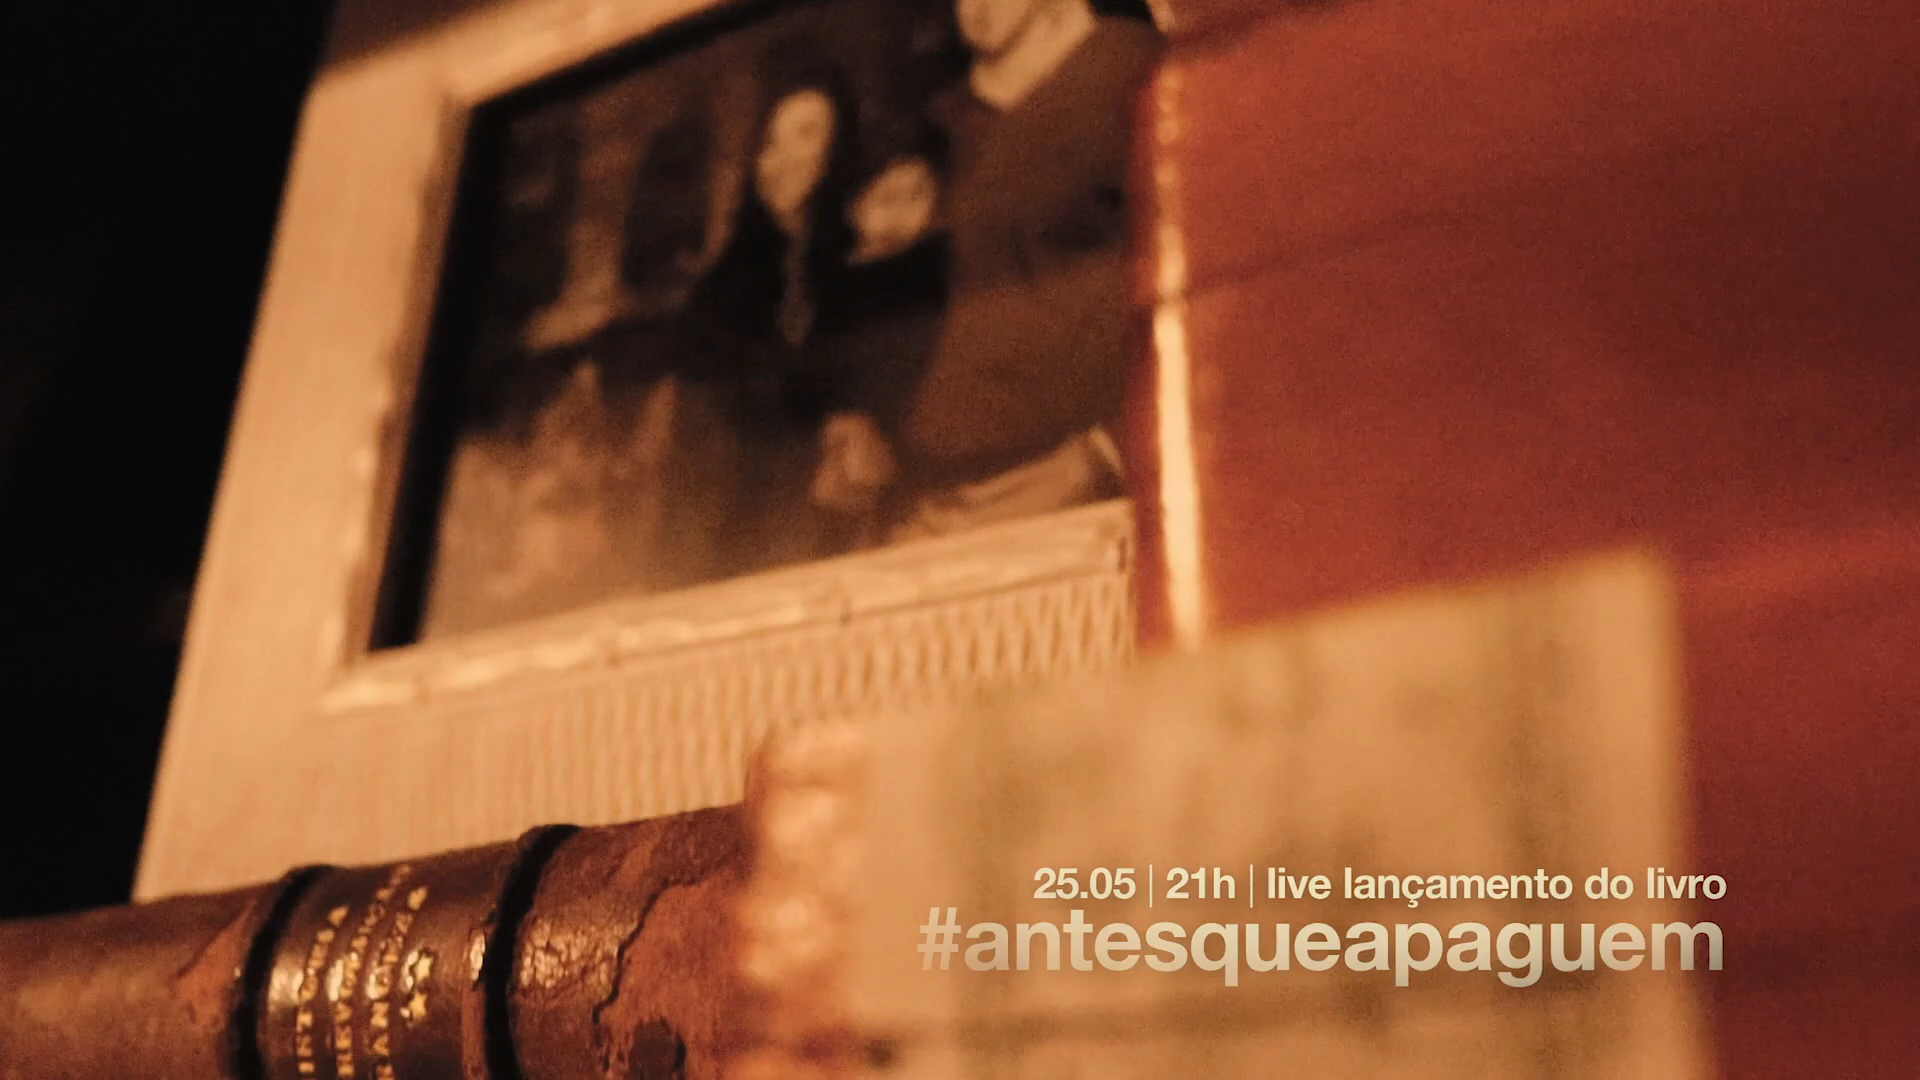 25.05 | 21h | live lançamento do livro
#antesqueapaguem